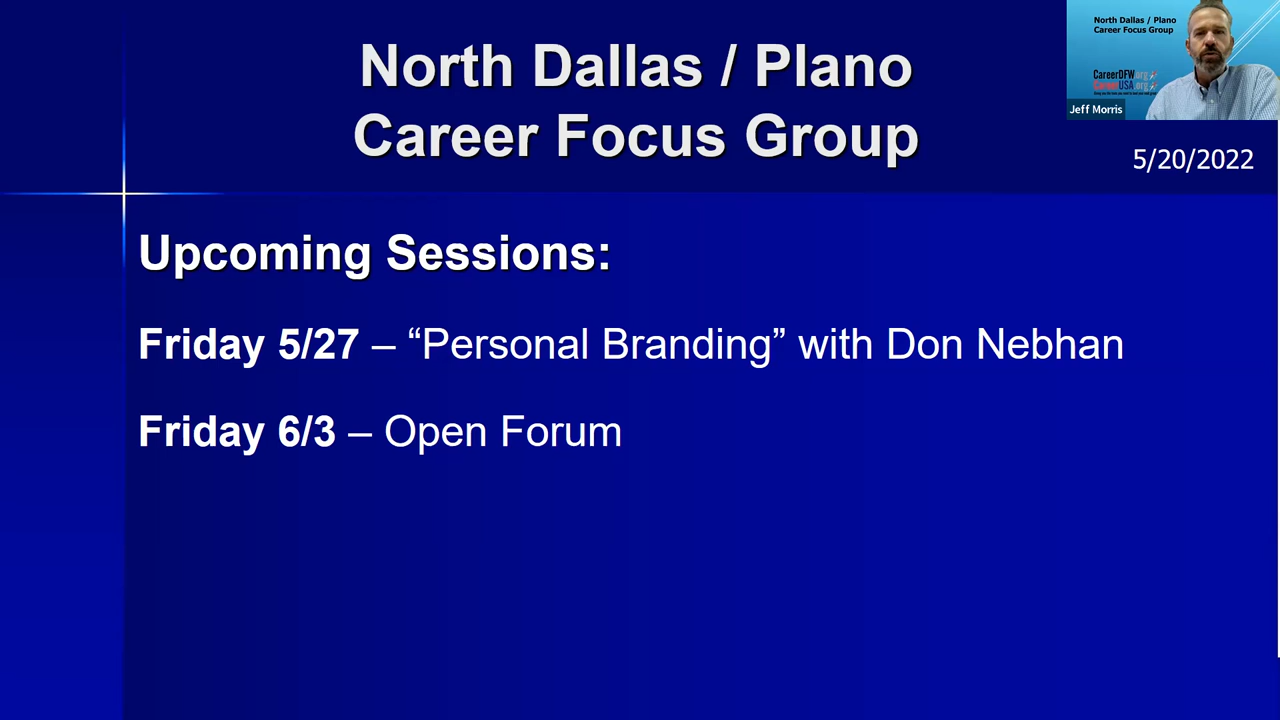 North Dallas / Plano
Career Focus Group
North Dallas / Plano
Career Focus Group
CareerDFW.org
CareerUSA.org
Jeff Morris
5/20/2022
Upcoming Sessions:
Friday 5/27 – “Personal Branding” with Don Nebhan
Friday 6/3 – Open Forum